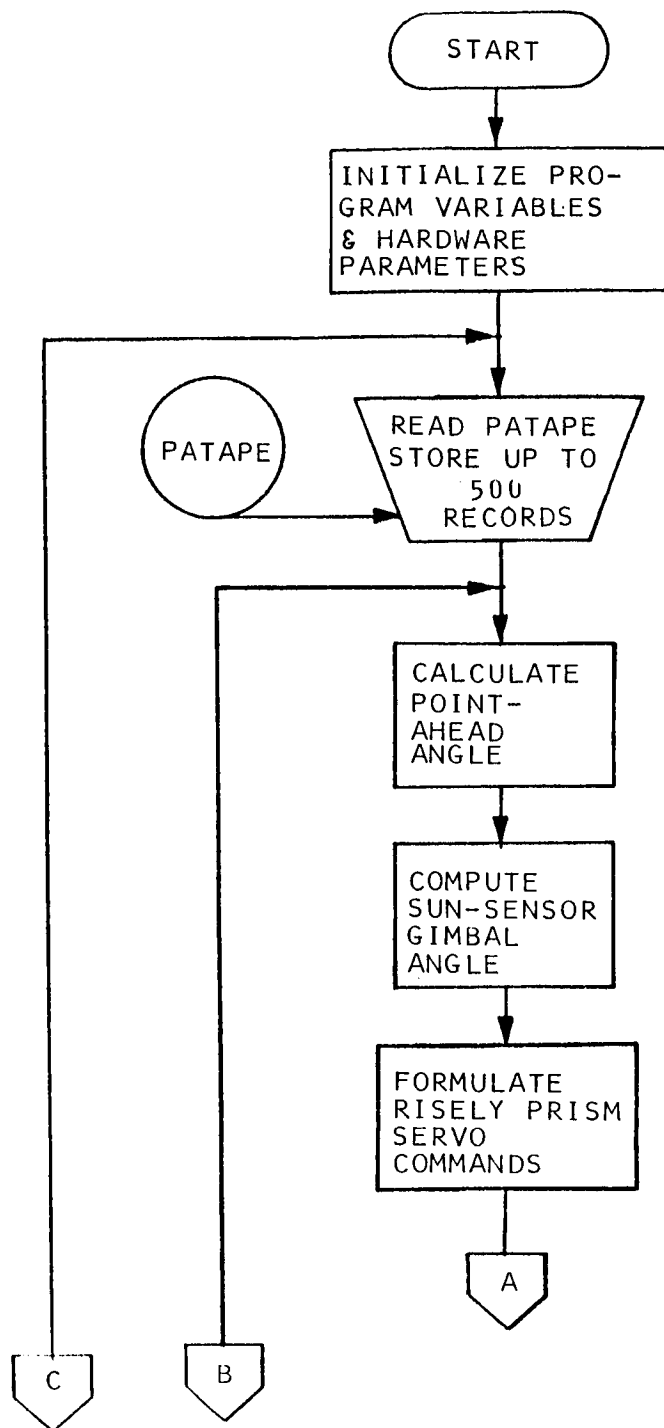 START
INITIALIZE PRO-
GRAM VARIABLES
& HARDWARE
PARAMETERS
PATAPE
READ PATAPE
STORE UP TO
500
RECORDS
CALCULATE
POINT-
AHEAD
ANGLE
COMPUTE
SUN-SENSOR
GIMBAL
ANGLE
FORMULATE
RISELY PRISM
SERVO
COMMANDS
A
C
B